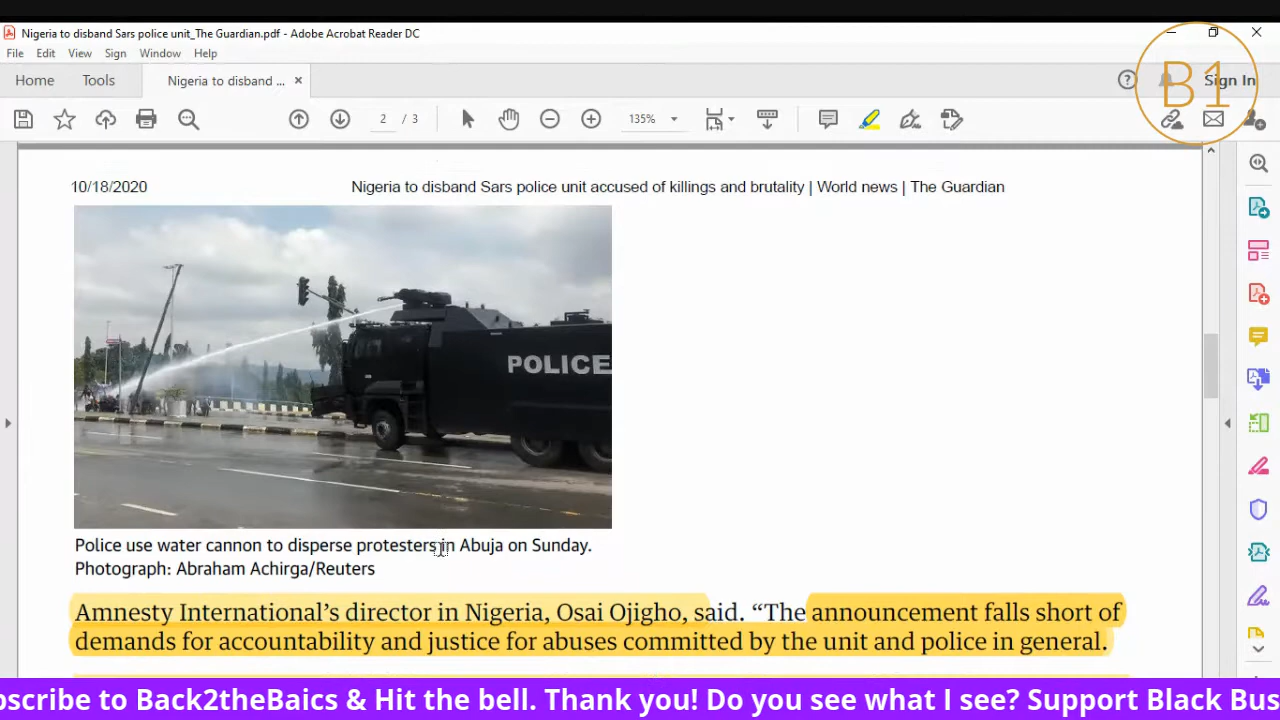 Nigeria to disband Sars police unit_The Guardian.pdf - Adobe Acrobat Reader DC
File Edit View Sign Window Help
B1
Home Tools Nigeria to disband ... × Sign In
2 / 3 135%
10/18/2020 Nigeria to disband Sars police unit accused of killings and brutality | World news | The Guardian
POLICE
Police use water cannon to disperse protesters in Abuja on Sunday.
Photograph: Abraham Achirga/Reuters
Amnesty International’s director in Nigeria, Osai Ojigho, said. “The announcement falls short of
demands for accountability and justice for abuses committed by the unit and police in general.
bscribe to Back2theBaics & Hit the bell. Thank you! Do you see what I see? Support Black Bus